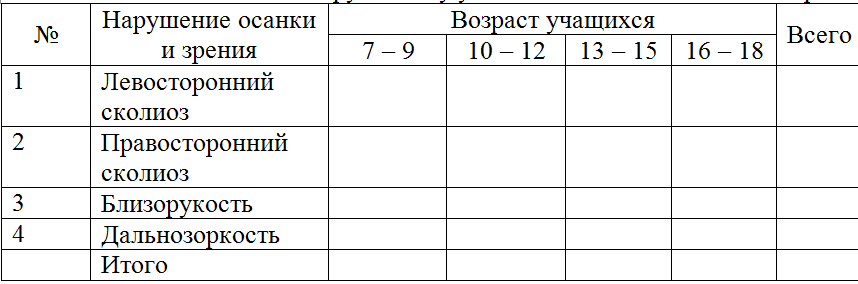 №
Нарушение осанки
и зрения
Возраст учащихся
Всего
7 – 9
10 – 12
13 – 15
16 – 18
1
Левосторонний
сколиоз
2
Правосторонний
сколиоз
3
Близорукость
4
Дальнозоркость
Итого